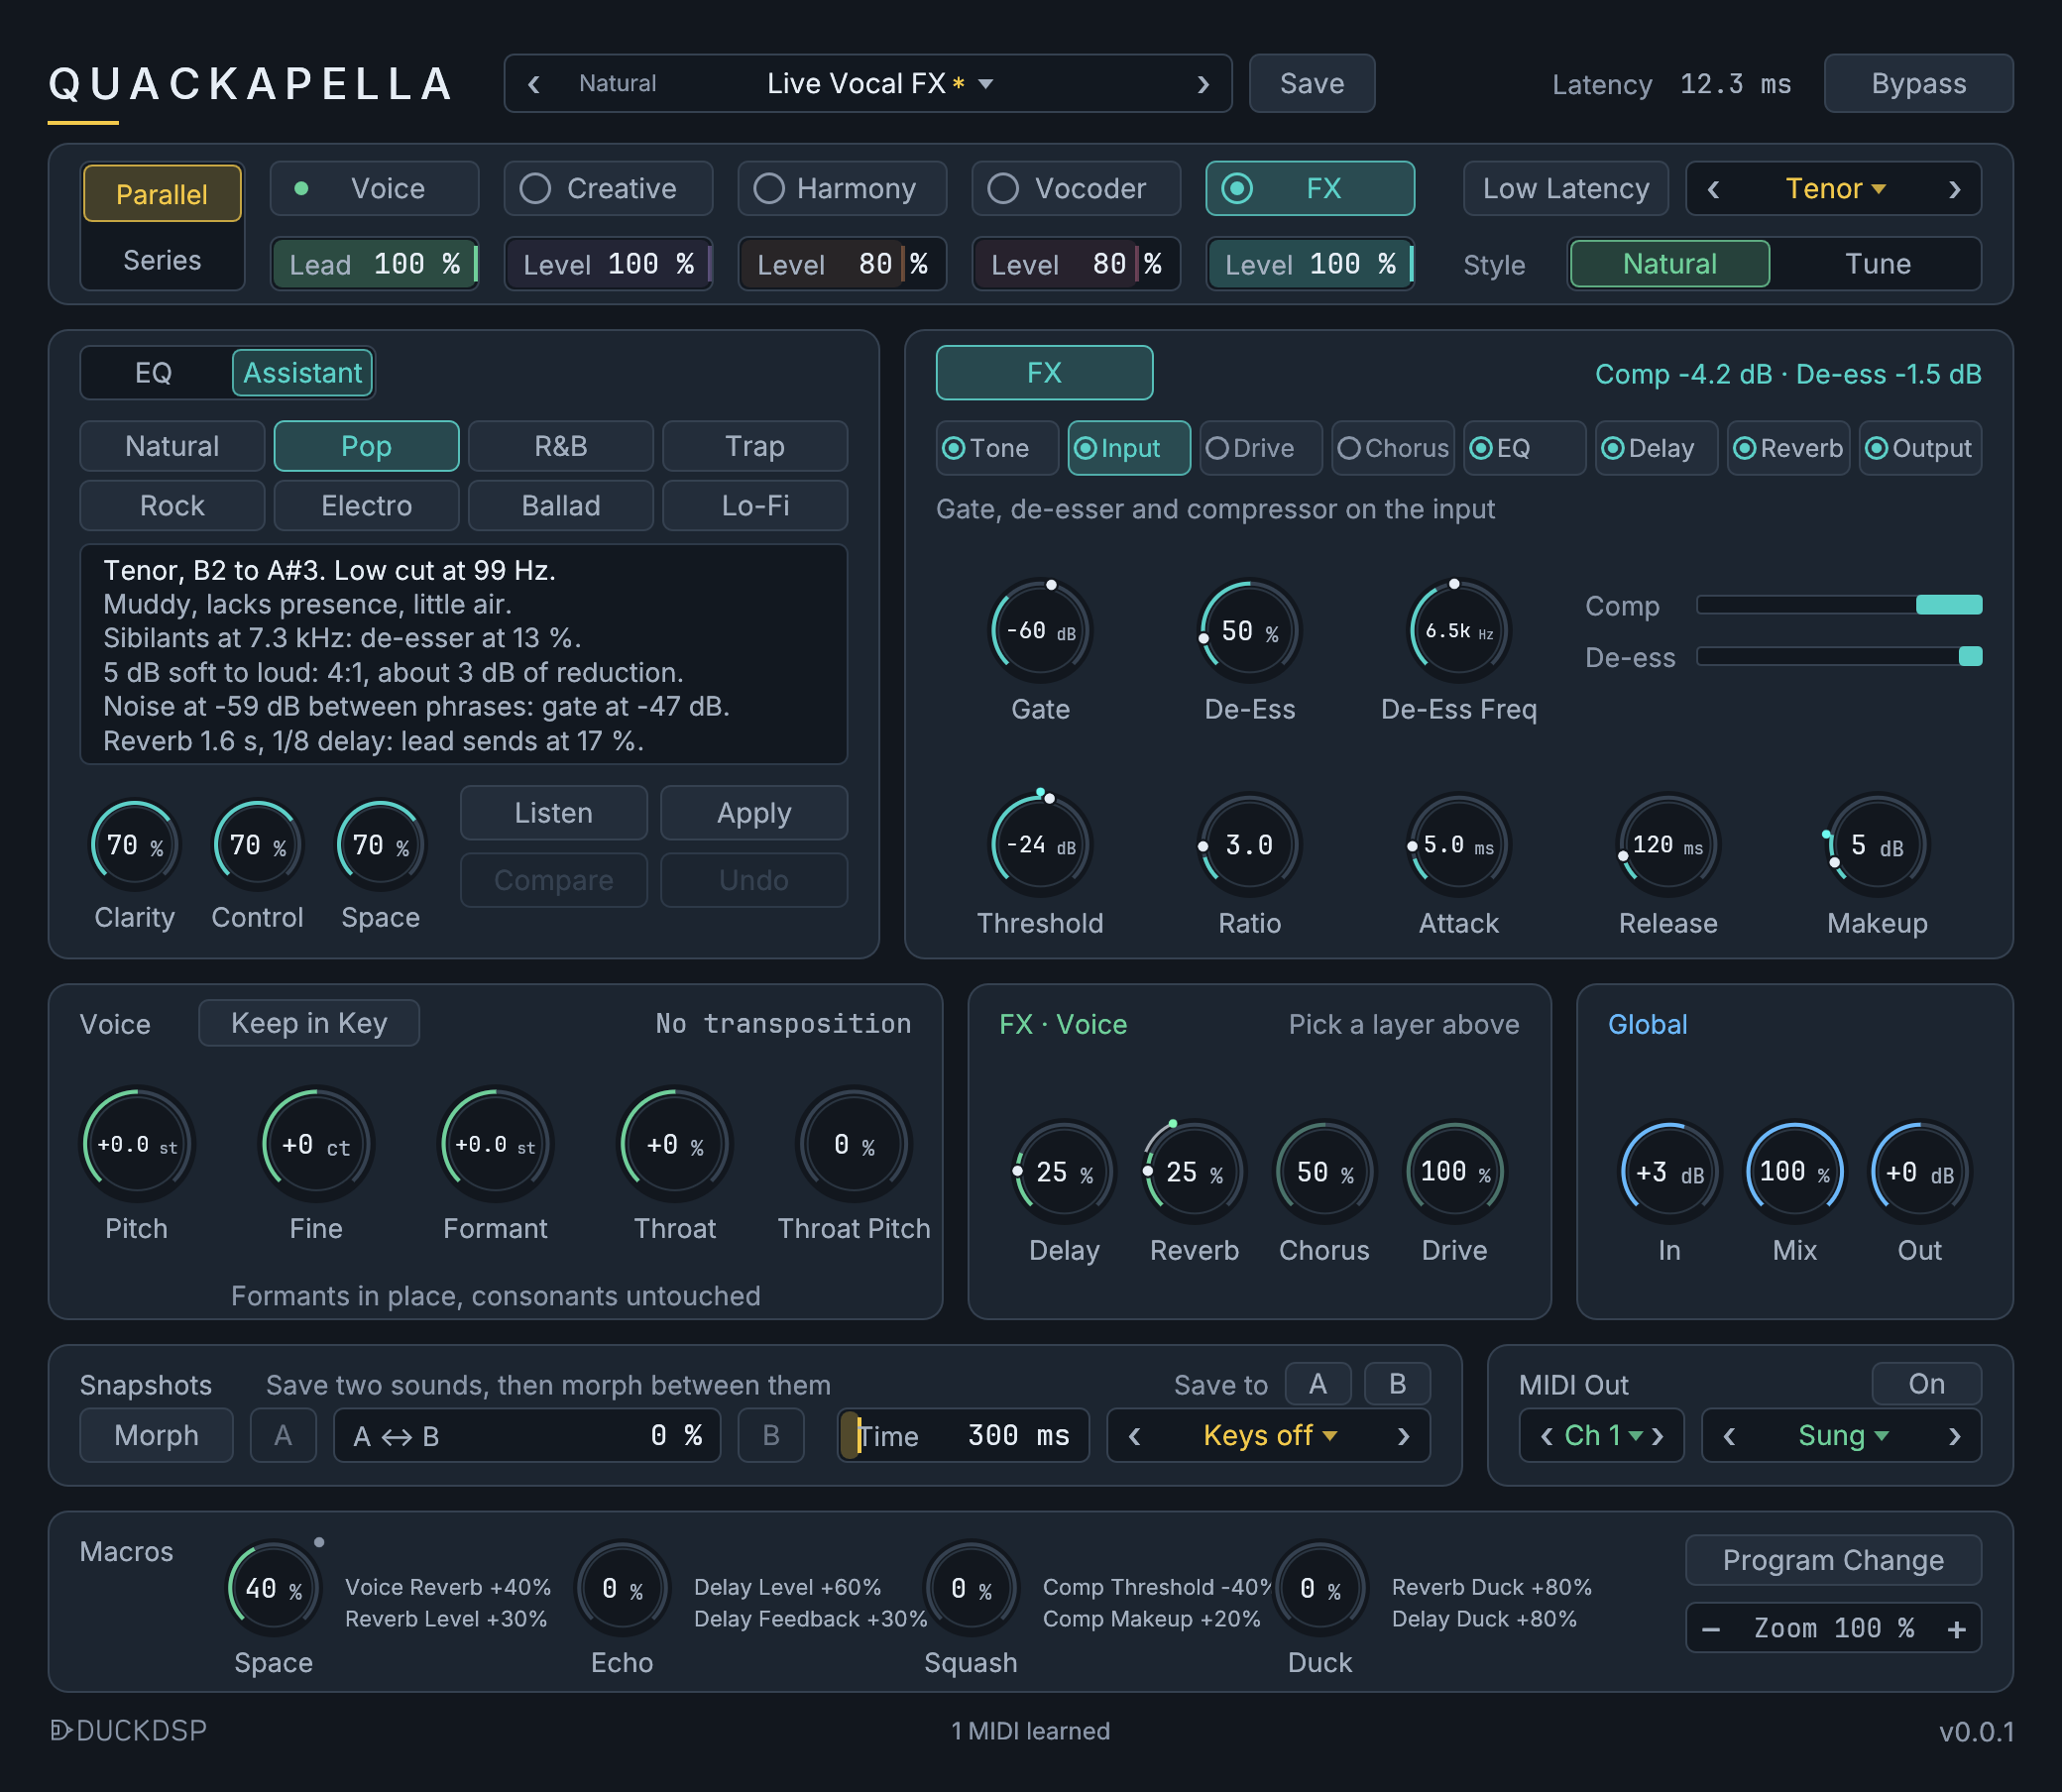 QUACKAPELLA
Natural Live Vocal FX *
Save
Latency 12.3 ms
Bypass
Parallel
Series
Voice
Creative
Harmony
Vocoder
FX
Low Latency
Tenor
Lead 100 %
Level 100 %
Level 80 %
Level 80 %
Level 100 %
Style
Natural
Tune
EQ
Assistant
Natural
Pop
R&B
Trap
Rock
Electro
Ballad
Lo-Fi
Tenor, B2 to A#3. Low cut at 99 Hz.
Muddy, lacks presence, little air.
Sibilants at 7.3 kHz: de-esser at 13 %.
5 dB soft to loud: 4:1, about 3 dB of reduction.
Noise at -59 dB between phrases: gate at -47 dB.
Reverb 1.6 s, 1/8 delay: lead sends at 17 %.
70 %
70 %
70 %
Clarity
Control
Space
Listen
Apply
Compare
Undo
FX
Comp -4.2 dB · De-ess -1.5 dB
Tone
Input
Drive
Chorus
EQ
Delay
Reverb
Output
Gate, de-esser and compressor on the input
-60 dB
50 %
6.5k Hz
Gate
De-Ess
De-Ess Freq
Comp
De-ess
-24 dB
3.0
5.0 ms
120 ms
5 dB
Threshold
Ratio
Attack
Release
Makeup
Voice
Keep in Key
No transposition
+0.0 st
+0 ct
+0.0 st
+0 %
0 %
Pitch
Fine
Formant
Throat
Throat Pitch
Formants in place, consonants untouched
FX · Voice
Pick a layer above
25 %
25 %
50 %
100 %
Delay
Reverb
Chorus
Drive
Global
+3 dB
100 %
+0 dB
In
Mix
Out
Snapshots
Save two sounds, then morph between them
Save to
A
B
Morph
A
A ↔ B 0 %
B
Time 300 ms
Keys off
MIDI Out
On
Ch 1
Sung
Macros
40 %
Voice Reverb +40%
Reverb Level +30%
Space
0 %
Delay Level +60%
Delay Feedback +30%
Echo
0 %
Comp Threshold -40%
Comp Makeup +20%
Squash
0 %
Reverb Duck +80%
Delay Duck +80%
Duck
Program Change
− Zoom 100 % +
DUCKDSP
1 MIDI learned
v0.0.1